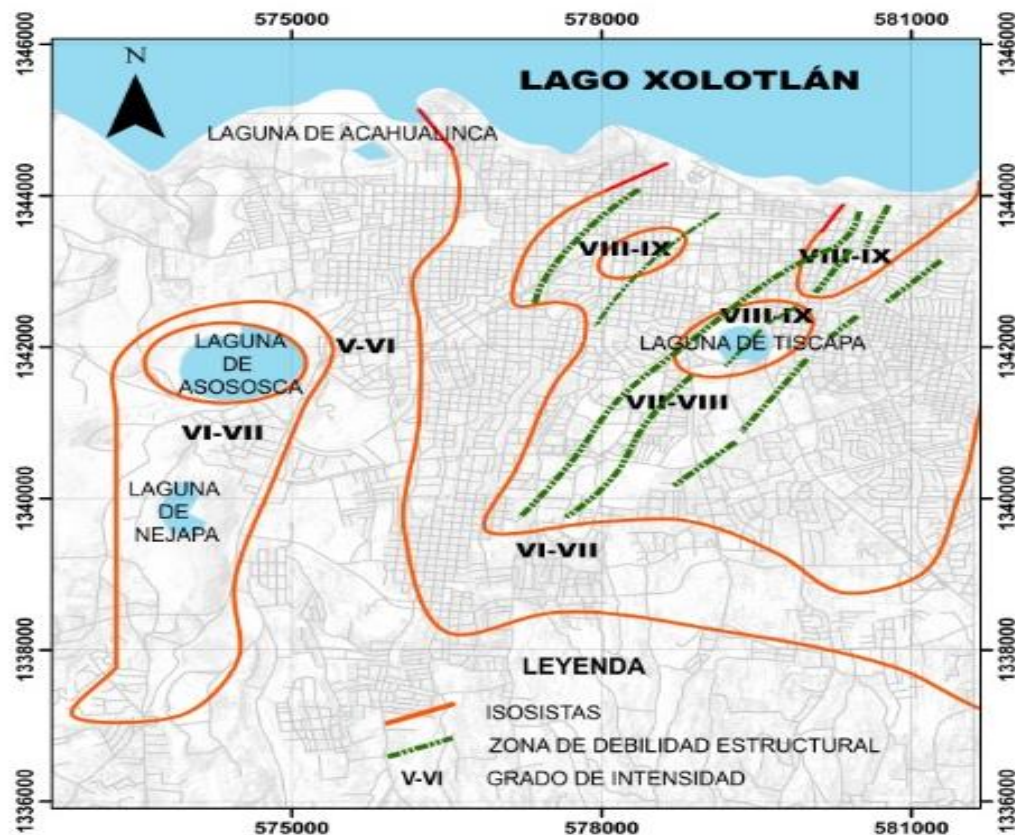 575000 578000 581000
1346000
1346000
N
LAGO XOLOTLÁN
LAGUNA DE ACAHUALINCA
1344000
1344000
VIII-IX
VIII-IX
VIII-IX
LAGUNA DE TISCAPA
1342000
1342000
LAGUNA
DE
ASOSOSCA
V-VI
VI-VII
VII-VIII
1340000
1340000
LAGUNA
DE
NEJAPA
VI-VII
1338000
1338000
LEYENDA
ISOSISTAS
ZONA DE DEBILIDAD ESTRUCTURAL
V-VI GRADO DE INTENSIDAD
1336000
1336000
575000 578000 581000